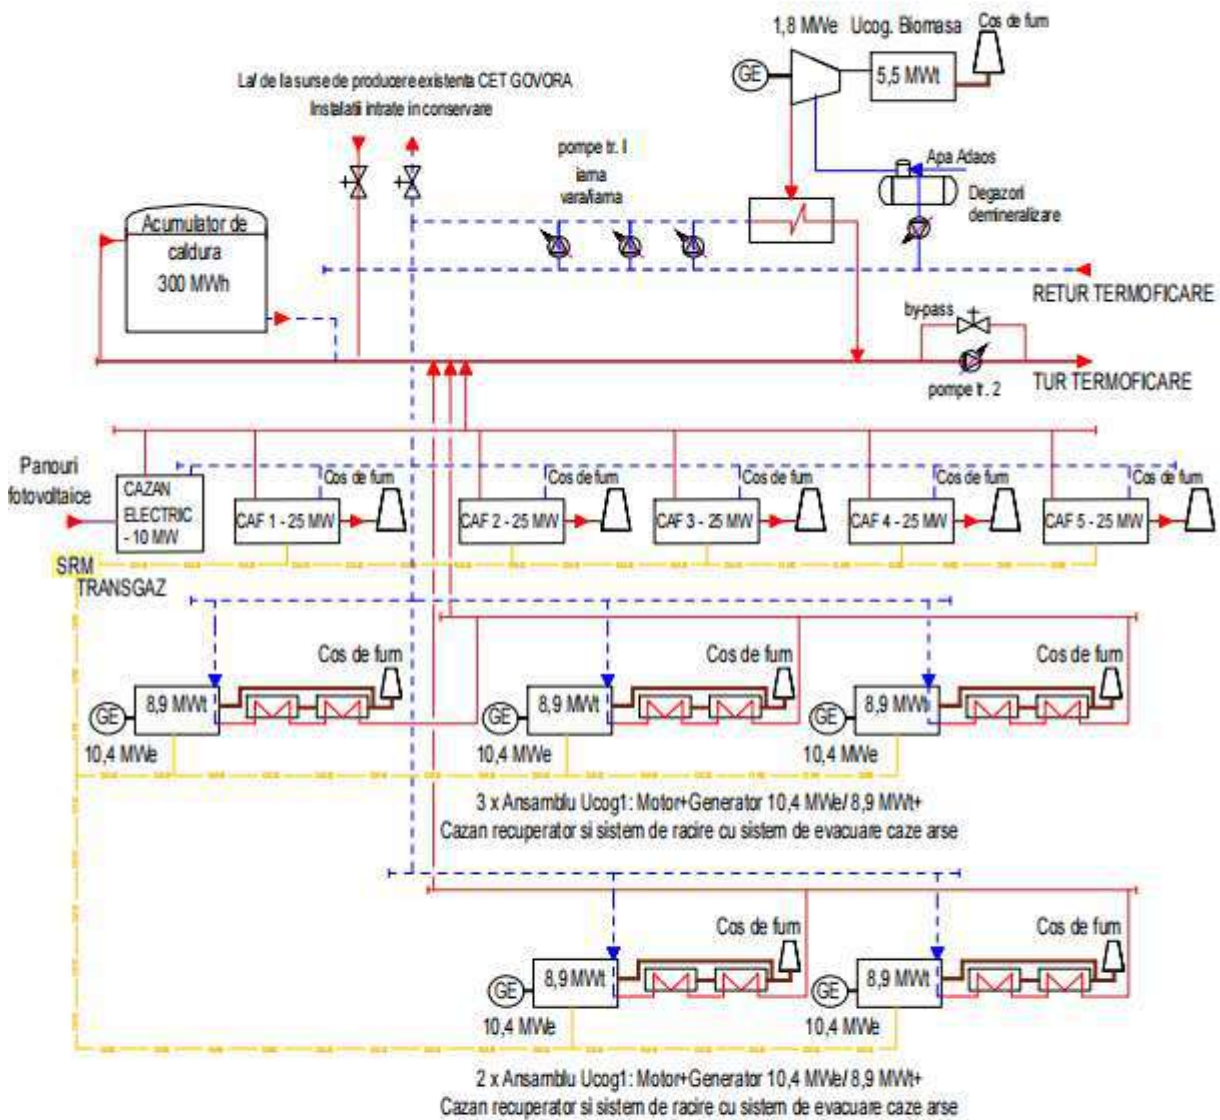 1,8 MWe Ucog. Biomasa Cos de fum
GE
5,5 MWt
La/ de la surse de producere existenta CET GOVORA
Instalatii intrate in conservare
pompe tr. I
iarna
vara/iarna
Apa Adaos
Degazori
demineralizare
Acumulator de
caldura
300 MWh
RETUR TERMOFICARE
by-pass
pompe tr. 2
TUR TERMOFICARE
Panouri
fotovoltaice
CAZAN
ELECTRIC
- 10 MW
Cos de fum
Cos de fum
Cos de fum
Cos de fum
Cos de fum
CAF 1 - 25 MW
CAF 2 - 25 MW
CAF 3 - 25 MW
CAF 4 - 25 MW
CAF 5 - 25 MW
SRM
TRANSGAZ
Cos de fum
Cos de fum
Cos de fum
GE
8,9 MWt
GE
8,9 MWt
GE
8,9 MWt
10,4 MWe
10,4 MWe
10,4 MWe
3 x Ansamblu Ucog1: Motor+Generator 10,4 MWe/ 8,9 MWt+
Cazan recuperator si sistem de racire cu sistem de evacuare caze arse
Cos de fum
Cos de fum
GE
8,9 MWt
GE
8,9 MWt
10,4 MWe
10,4 MWe
2 x Ansamblu Ucog1: Motor+Generator 10,4 MWe/ 8,9 MWt+
Cazan recuperator si sistem de racire cu sistem de evacuare caze arse